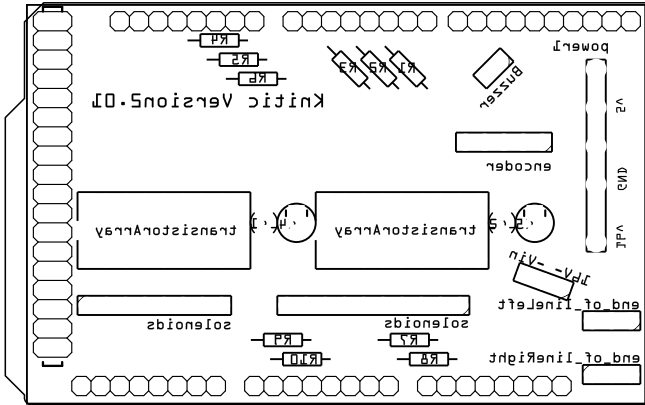 power1
R4
R5
R6
R3
R2
R1
Buzzer
Knitic Version2.01
5v
encoder
GND
transistorArray
transistorArray
16v
16v-Vin
end_of_lineLeft
solenoids
solenoids
R9
R7
R10
R8
end_of_lineRight